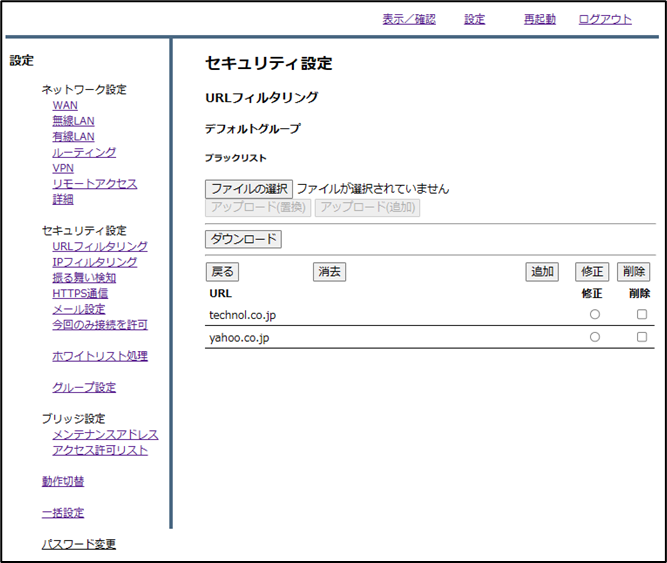 表示／確認 設定 再起動 ログアウト
設定
ネットワーク設定
WAN
無線LAN
有線LAN
ルーティング
VPN
リモートアクセス
詳細
セキュリティ設定
URLフィルタリング
IPフィルタリング
振る舞い検知
HTTPS通信
メール設定
今回のみ接続を許可
ホワイトリスト処理
グループ設定
ブリッジ設定
メンテナンスアドレス
アクセス許可リスト
動作切替
一括設定
パスワード変更
セキュリティ設定
URLフィルタリング
デフォルトグループ
ブラックリスト
ファイルの選択 ファイルが選択されていません
アップロード(置換) アップロード(追加)
ダウンロード
戻る 消去 追加 修正 削除
URL 修正 削除
technol.co.jp
yahoo.co.jp